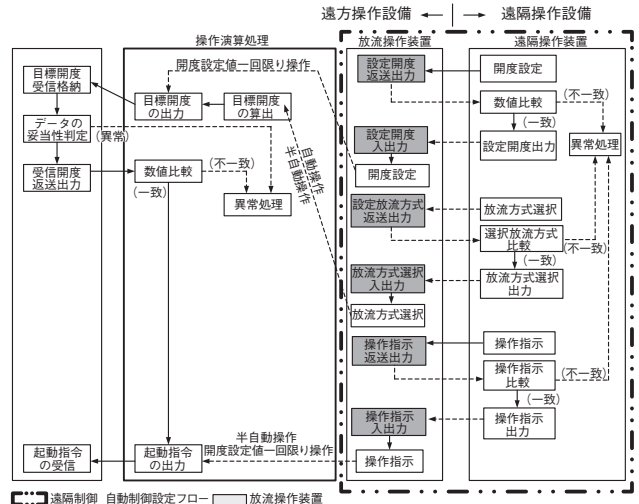 遠方操作設備 遠隔操作設備
操作演算処理
放流操作装置
遠隔操作装置
目標開度
受信格納
データの
妥当性判定
(異常)
受信開度
返送出力
起動指令
の受信
開度設定値一回限り操作
目標開度
の出力
目標開度
の算出
数値比較
(不一致)
(一致)
異常処理
自動操作
半自動操作
起動指令
の出力
半自動操作
開度設定値一回限り操作
設定開度
返送出力
設定開度
入出力
開度設定
設定放流方式
返送出力
放流方式選択
入出力
放流方式選択
操作指示
返送出力
操作指示
入出力
操作指示
開度設定
(不一致)
数値比較
(一致)
設定開度出力
異常処理
放流方式選択
選択放流方式
比較
(不一致)
(一致)
放流方式選択
出力
操作指示
操作指示
比較
(不一致)
(一致)
操作指示
出力
遠隔制御 自動制御設定フロー 放流操作装置